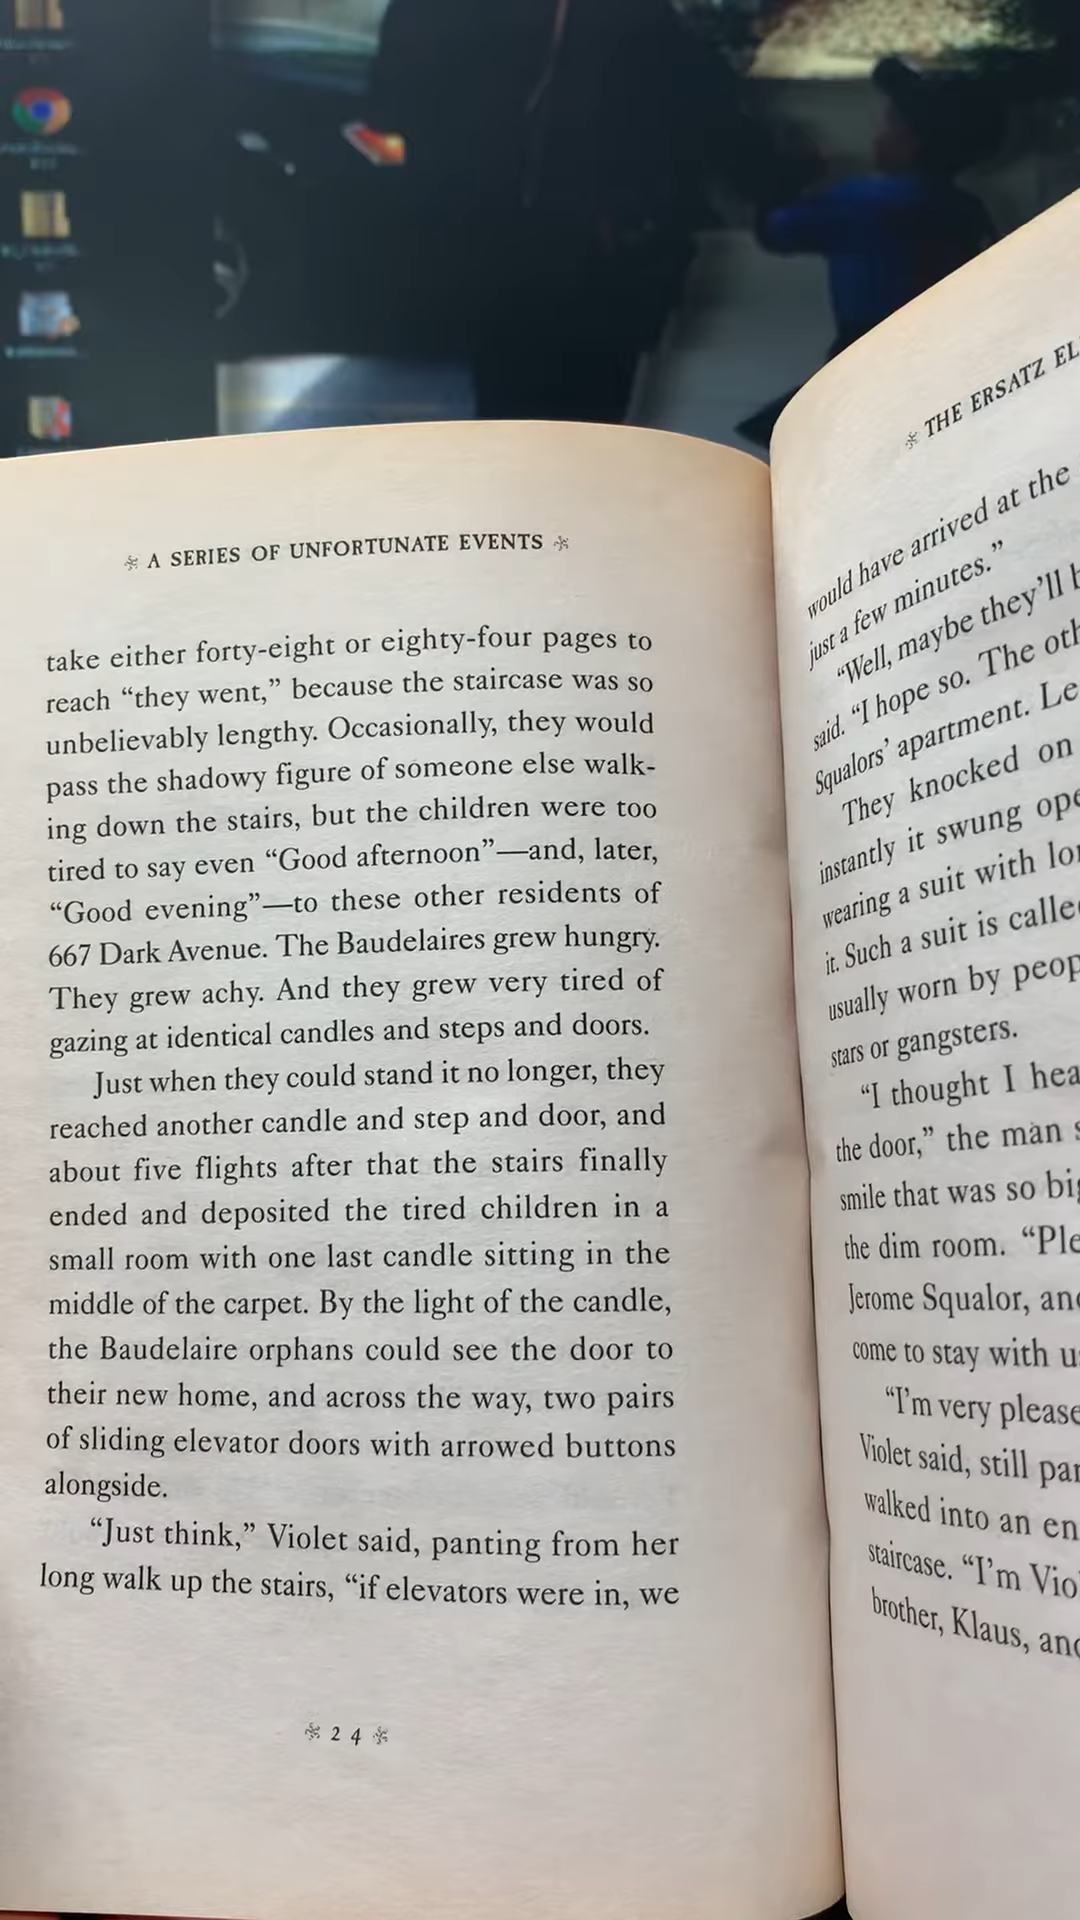 A SERIES OF UNFORTUNATE EVENTS
take either forty-eight or eighty-four pages to
reach “they went,” because the staircase was so
unbelievably lengthy. Occasionally, they would
pass the shadowy figure of someone else walk-
ing down the stairs, but the children were too
tired to say even “Good afternoon”—and, later,
“Good evening”—to these other residents of
667 Dark Avenue. The Baudelaires grew hungry.
They grew achy. And they grew very tired of
gazing at identical candles and steps and doors.
Just when they could stand it no longer, they
reached another candle and step and door, and
about five flights after that the stairs finally
ended and deposited the tired children in a
small room with one last candle sitting in the
middle of the carpet. By the light of the candle,
the Baudelaire orphans could see the door to
their new home, and across the way, two pairs
of sliding elevator doors with arrowed buttons
alongside.
“Just think,” Violet said, panting from her
long walk up the stairs, “if elevators were in, we
24
THE ERSATZ
would have arrived at the
just a few minutes.”
“Well, maybe they’ll
said. “I hope so. The
Squalors’ apartment.
They knocked on
instantly it swung
wearing a suit with
it. Such a suit is
usually worn by
stars or gangsters.
“I thought I
the door,” the man
smile that was so
the dim room.
Jerome Squalor,
come to stay with
“I’m very
Violet said, still
walked into an
staircase. “I’m
brother, Klaus,